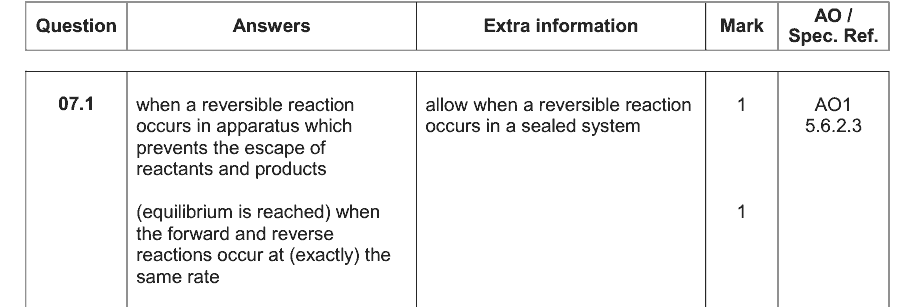 Question Answers Extra information Mark AO /
Spec. Ref.
07.1 when a reversible reaction allow when a reversible reaction 1 AO1
occurs in apparatus which occurs in a sealed system 5.6.2.3
prevents the escape of
reactants and products
(equilibrium is reached) when 1
the forward and reverse
reactions occur at (exactly) the
same rate